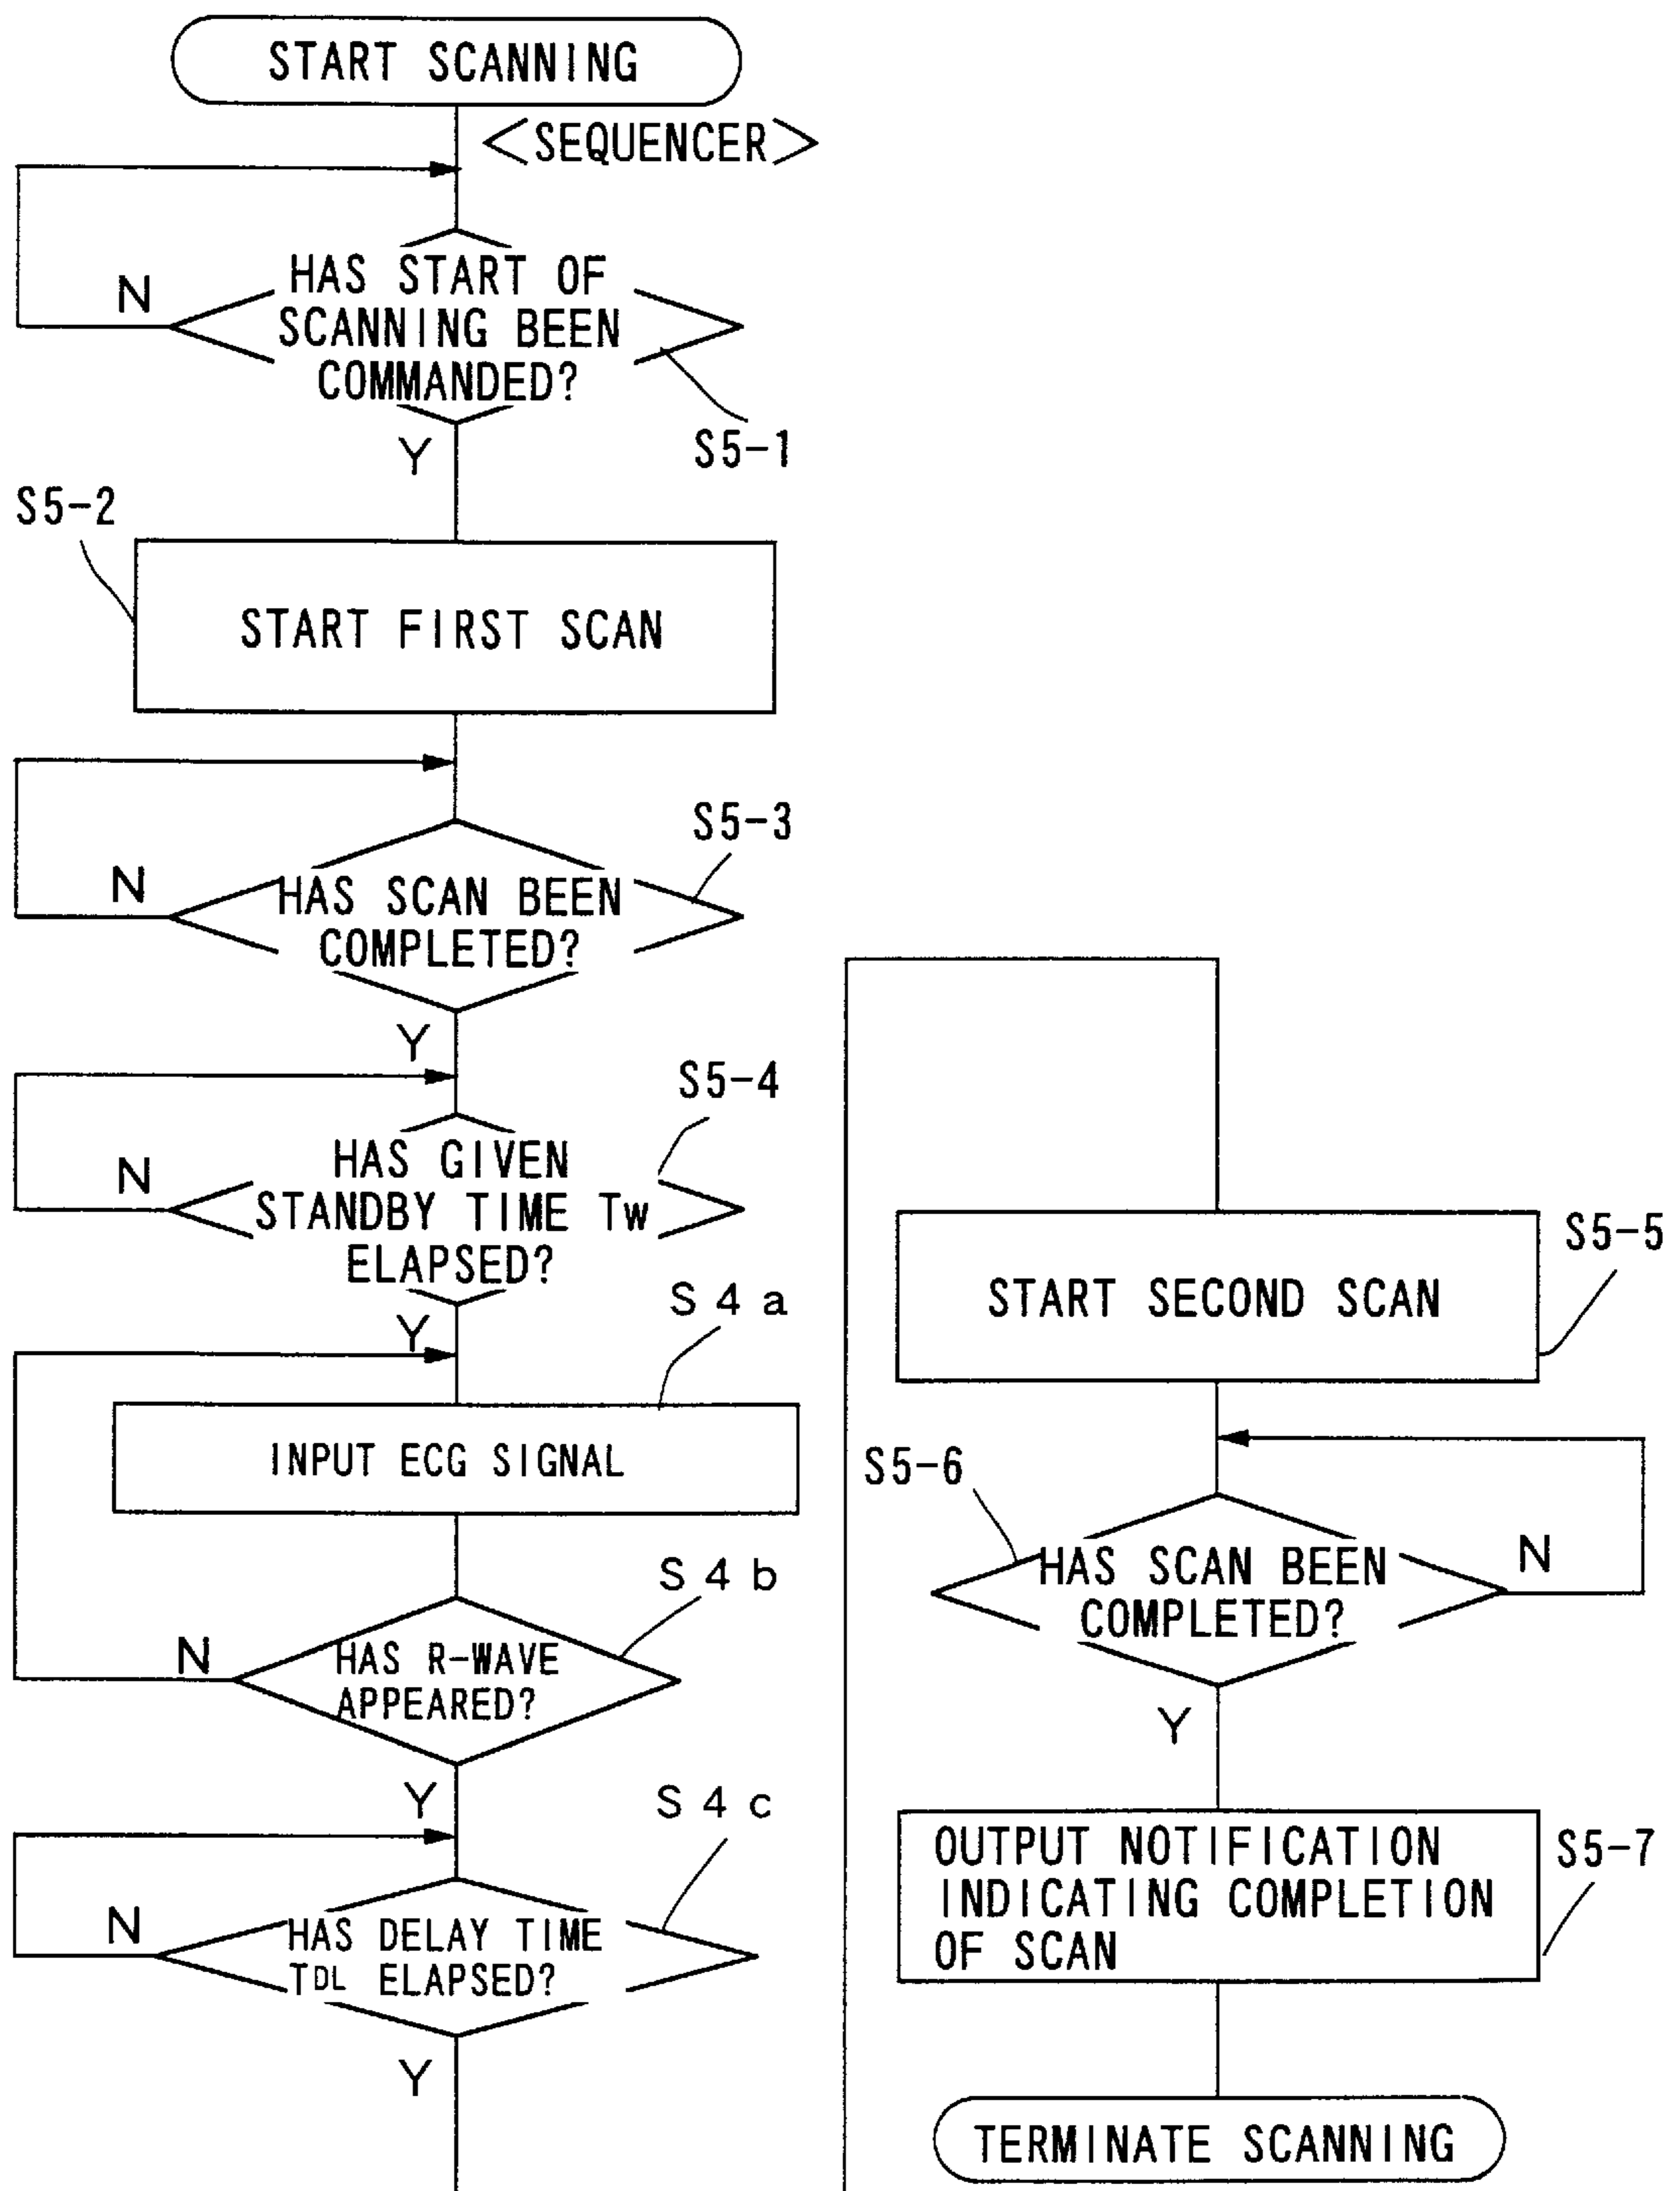 START SCANNING
<SEQUENCER>
HAS START OF
SCANNING BEEN
COMMANDED?
N
S5-1
Y
S5-2
START FIRST SCAN
S5-3
N
HAS SCAN BEEN
COMPLETED?
Y
S5-4
N
HAS GIVEN
STANDBY TIME Tw
ELAPSED?
Y
S 4 a
INPUT ECG SIGNAL
S 4 b
N
HAS R-WAVE
APPEARED?
Y
S 4 c
N
HAS DELAY TIME
TDL ELAPSED?
Y
START SECOND SCAN
S5-5
S5-6
HAS SCAN BEEN
COMPLETED?
N
Y
OUTPUT NOTIFICATION
INDICATING COMPLETION
OF SCAN
S5-7
TERMINATE SCANNING